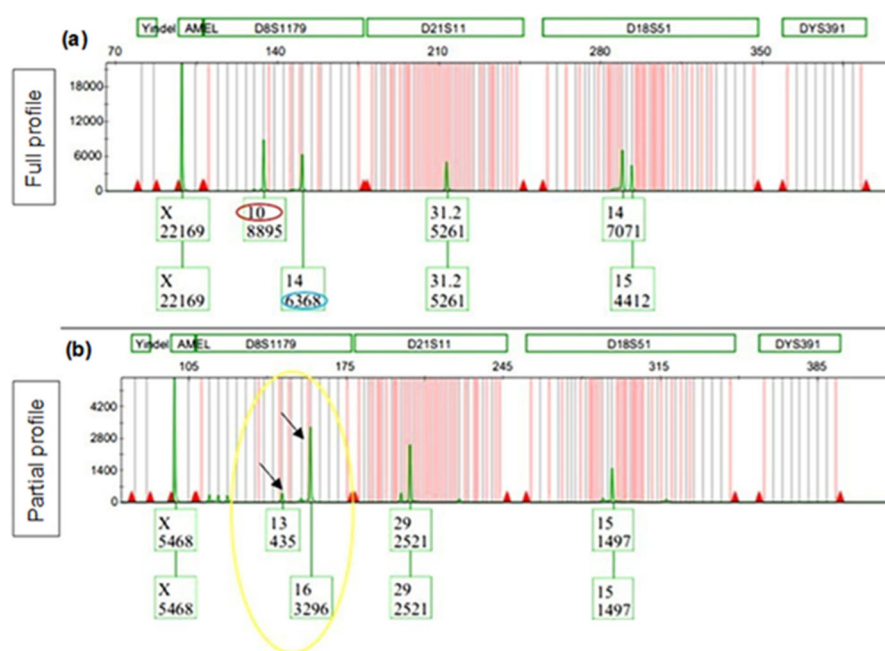 (a)
Full profile
Yindel AMEL D8S1179 D21S11 D18S51 DYS391
70 140 210 280 350
18000
12000
6000
0
X 10 31.2 14
22169 8895 5261 7071
X 14 31.2 15
22169 6368 5261 4412
(b)
Partial profile
Yindel AMEL D8S1179 D21S11 D18S51 DYS391
105 175 245 315 385
4200
2800
1400
0
X 13 29 15
5468 435 2521 1497
X 16 29 15
5468 3296 2521 1497